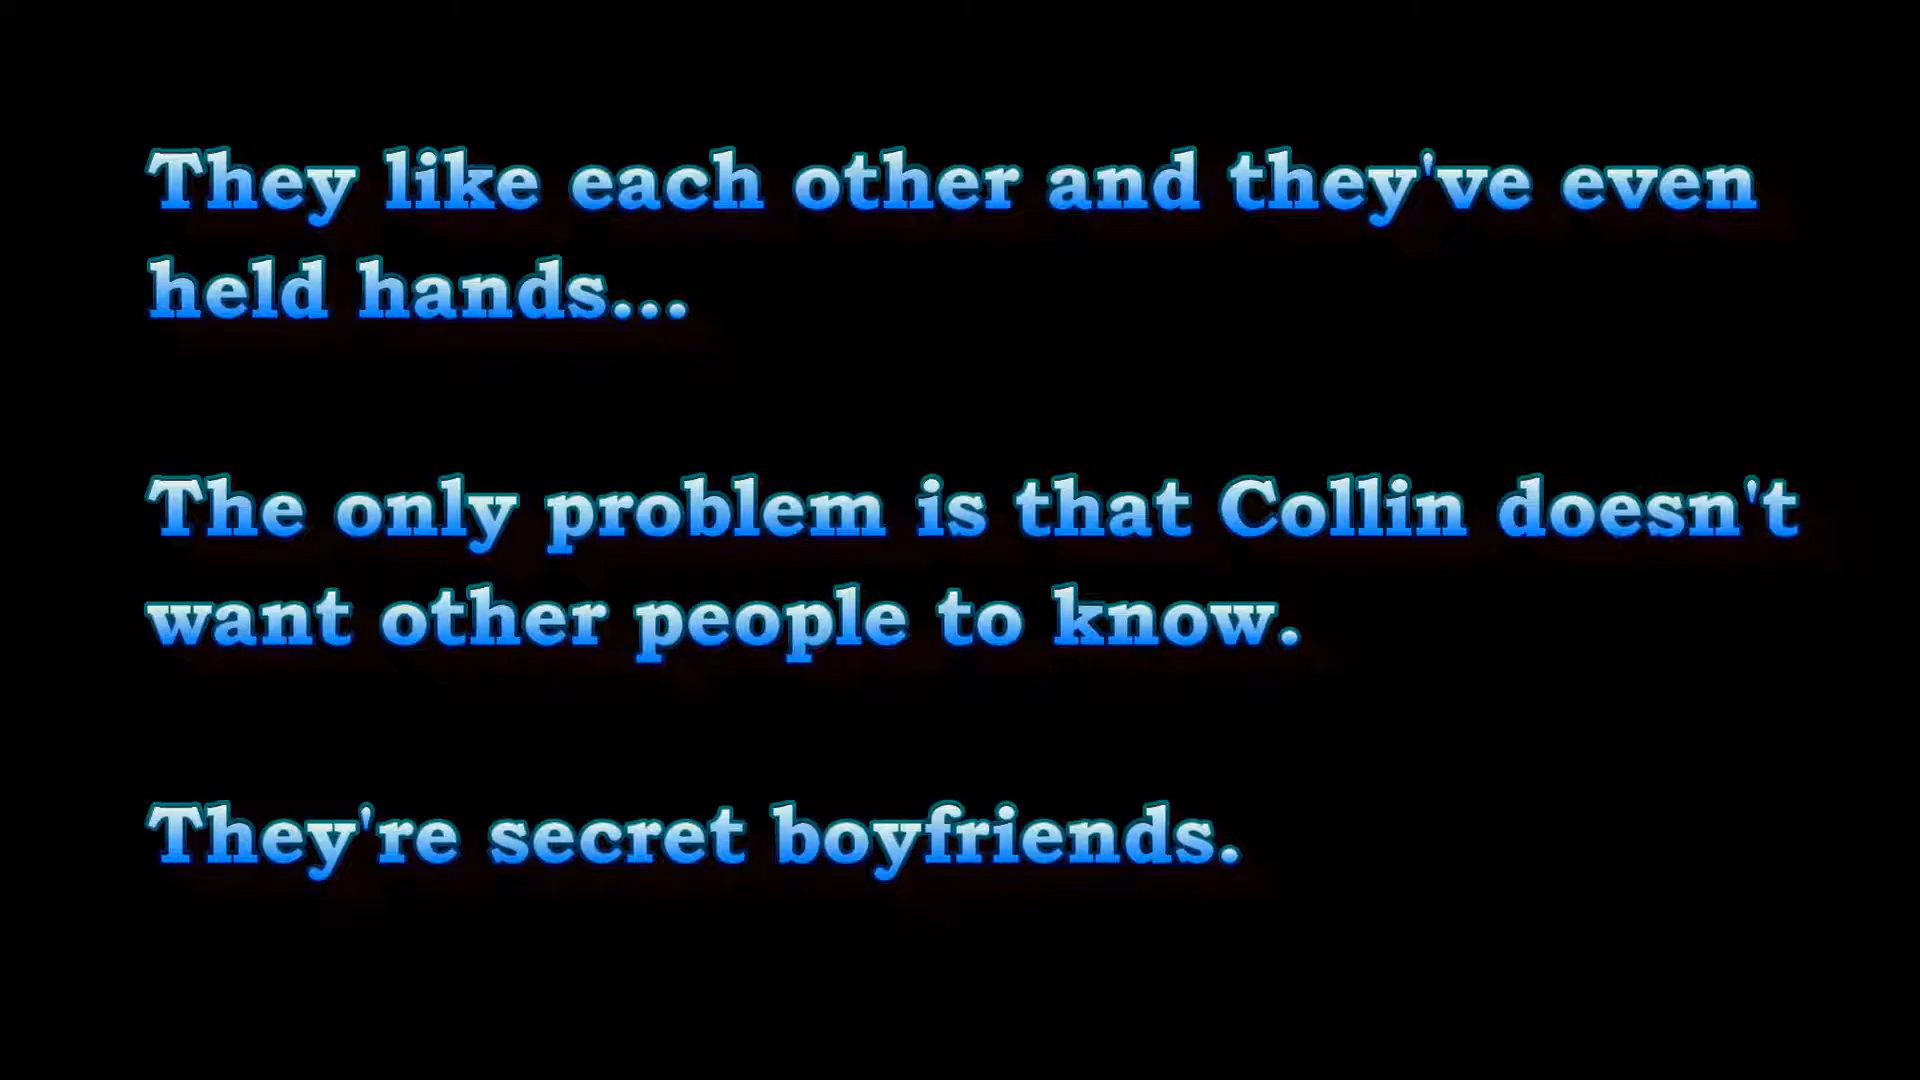 They like each other and they've even
held hands...
The only problem is that Collin doesn't
want other people to know.
They're secret boyfriends.